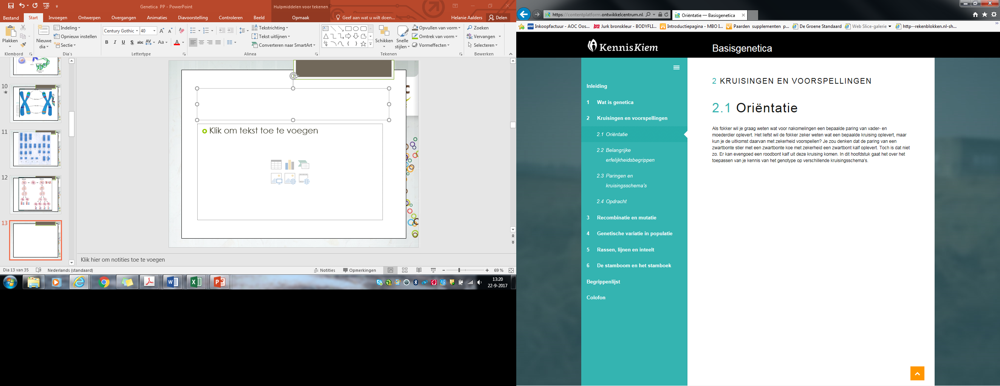 Genetica PP - PowerPoint
Hulpmiddelen voor tekenen
Bestand Start Invoegen Ontwerpen Overgangen Animaties Diavoorstelling Controleren Beeld Opmaak Geef aan wat u wilt doen... Helanie Aalders Delen
Plakken
Klembord
Nieuwe dia
Indeling
Opnieuw instellen
Sectie
Dia's
Century Gothic 40
B I U S abc AV Aa A
Lettertype
Tekstrichting
Tekst uitlijnen
Converteren naar SmartArt
Alinea
Schikken
Snelle stijlen
Opvullen van vorm
Omtrek van vorm
Vormeffecten
Tekenen
Zoeken
Vervangen
Selecteren
Bewerken
10
11
12
13
Klik om tekst toe te voegen
Klik hier om notities toe te voegen
Dia 13 van 35 Nederlands (standaard) Notities Opmerkingen 69 %
13:20
22-9-2017
https://contentplatform.ontwikkelcentrum.nl
Oriëntatie — Basisgenetica
Inkoopfactuur - AOC Oos... Jurk bronskleur - BODYFLI... Introductiepagina - MBO I... Paarden supplementen p... De Groene Standaard Web Slice-galerie http--rekenblokken.nl-sh...
KennisKiem
Basisgenetica
Inleiding
1 Wat is genetica
2 Kruisingen en voorspellingen
2.1 Oriëntatie
2.2 Belangrijke
erfelijkheidsbegrippen
2.3 Paringen en
kruisingsschema's
2.4 Opdracht
3 Recombinatie en mutatie
4 Genetische variatie in populatie
5 Rassen, lijnen en inteelt
6 De stamboom en het stamboek
Begrippenlijst
Colofon
2 KRUISINGEN EN VOORSPELLINGEN
2.1 Oriëntatie
Als fokker wil je graag weten wat voor nakomelingen een bepaalde paring van vader- en
moederdier oplevert. Het liefst wil de fokker zeker weten wat een bepaalde kruising oplevert, maar
kun je de uitkomst daarvan met zekerheid voorspellen? Je zou denken dat de paring van een
zwartbonte stier met een zwartbonte koe met zekerheid een zwartbont kalf oplevert. Toch is dat niet
zo. Er kan evengoed een roodbont kalf uit deze kruising komen. In dit hoofdstuk gaat het over het
toepassen van je kennis van het genotype op verschillende kruisingsschema's.